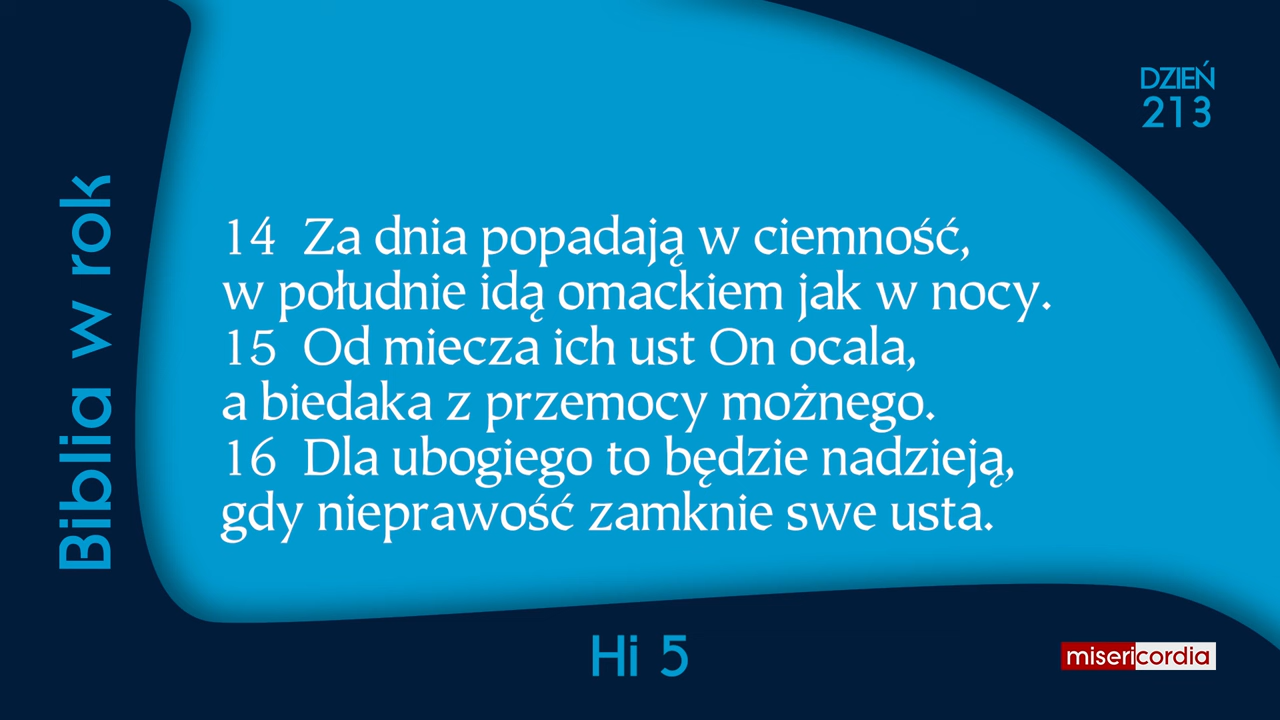 DZIEŃ
213
Biblia w rok
14 Za dnia popadają w ciemność,
w południe idą omackiem jak w nocy.
15 Od miecza ich ust On ocala,
a biedaka z przemocy możnego.
16 Dla ubogiego to będzie nadzieją,
gdy nieprawość zamknie swe usta.
Hi 5
misericordia